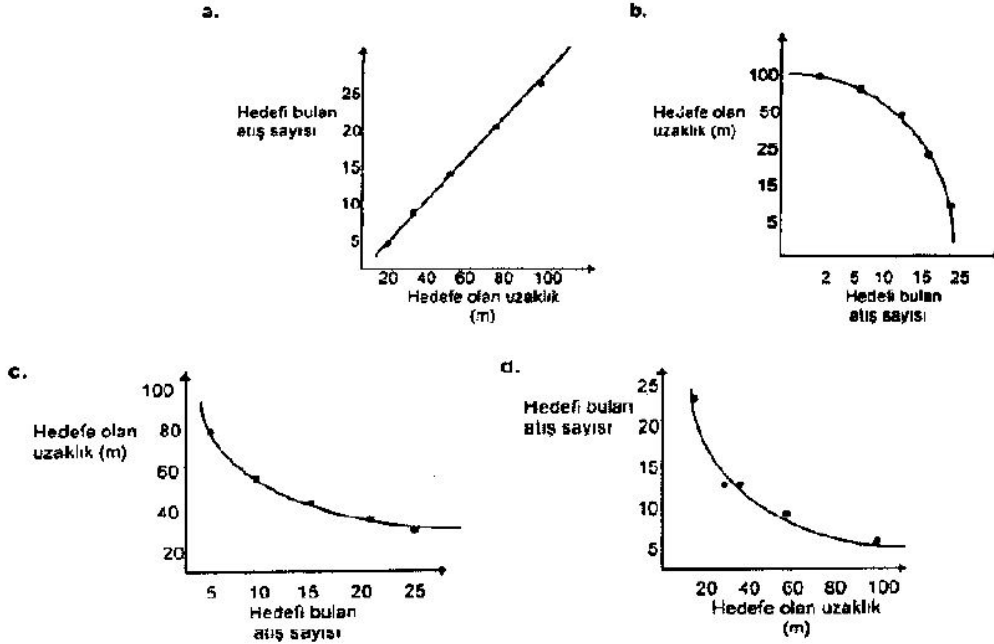 a.
Hedefi bulan
atış sayısı
25
20
15
10
5
20 40 60 80 100
Hedefe olan uzaklık
(m)
b.
Hedefe olan
uzaklık (m)
100
50
25
15
5
2 5 10 15 25
Hedefi bulan
atış sayısı
c.
Hedefe olan
uzaklık (m)
100
80
60
40
20
5 10 15 20 25
Hedefi bulan
atış sayısı
d.
Hedefi bulan
atış sayısı
25
20
15
10
5
20 40 60 80 100
Hedefe olan uzaklık
(m)